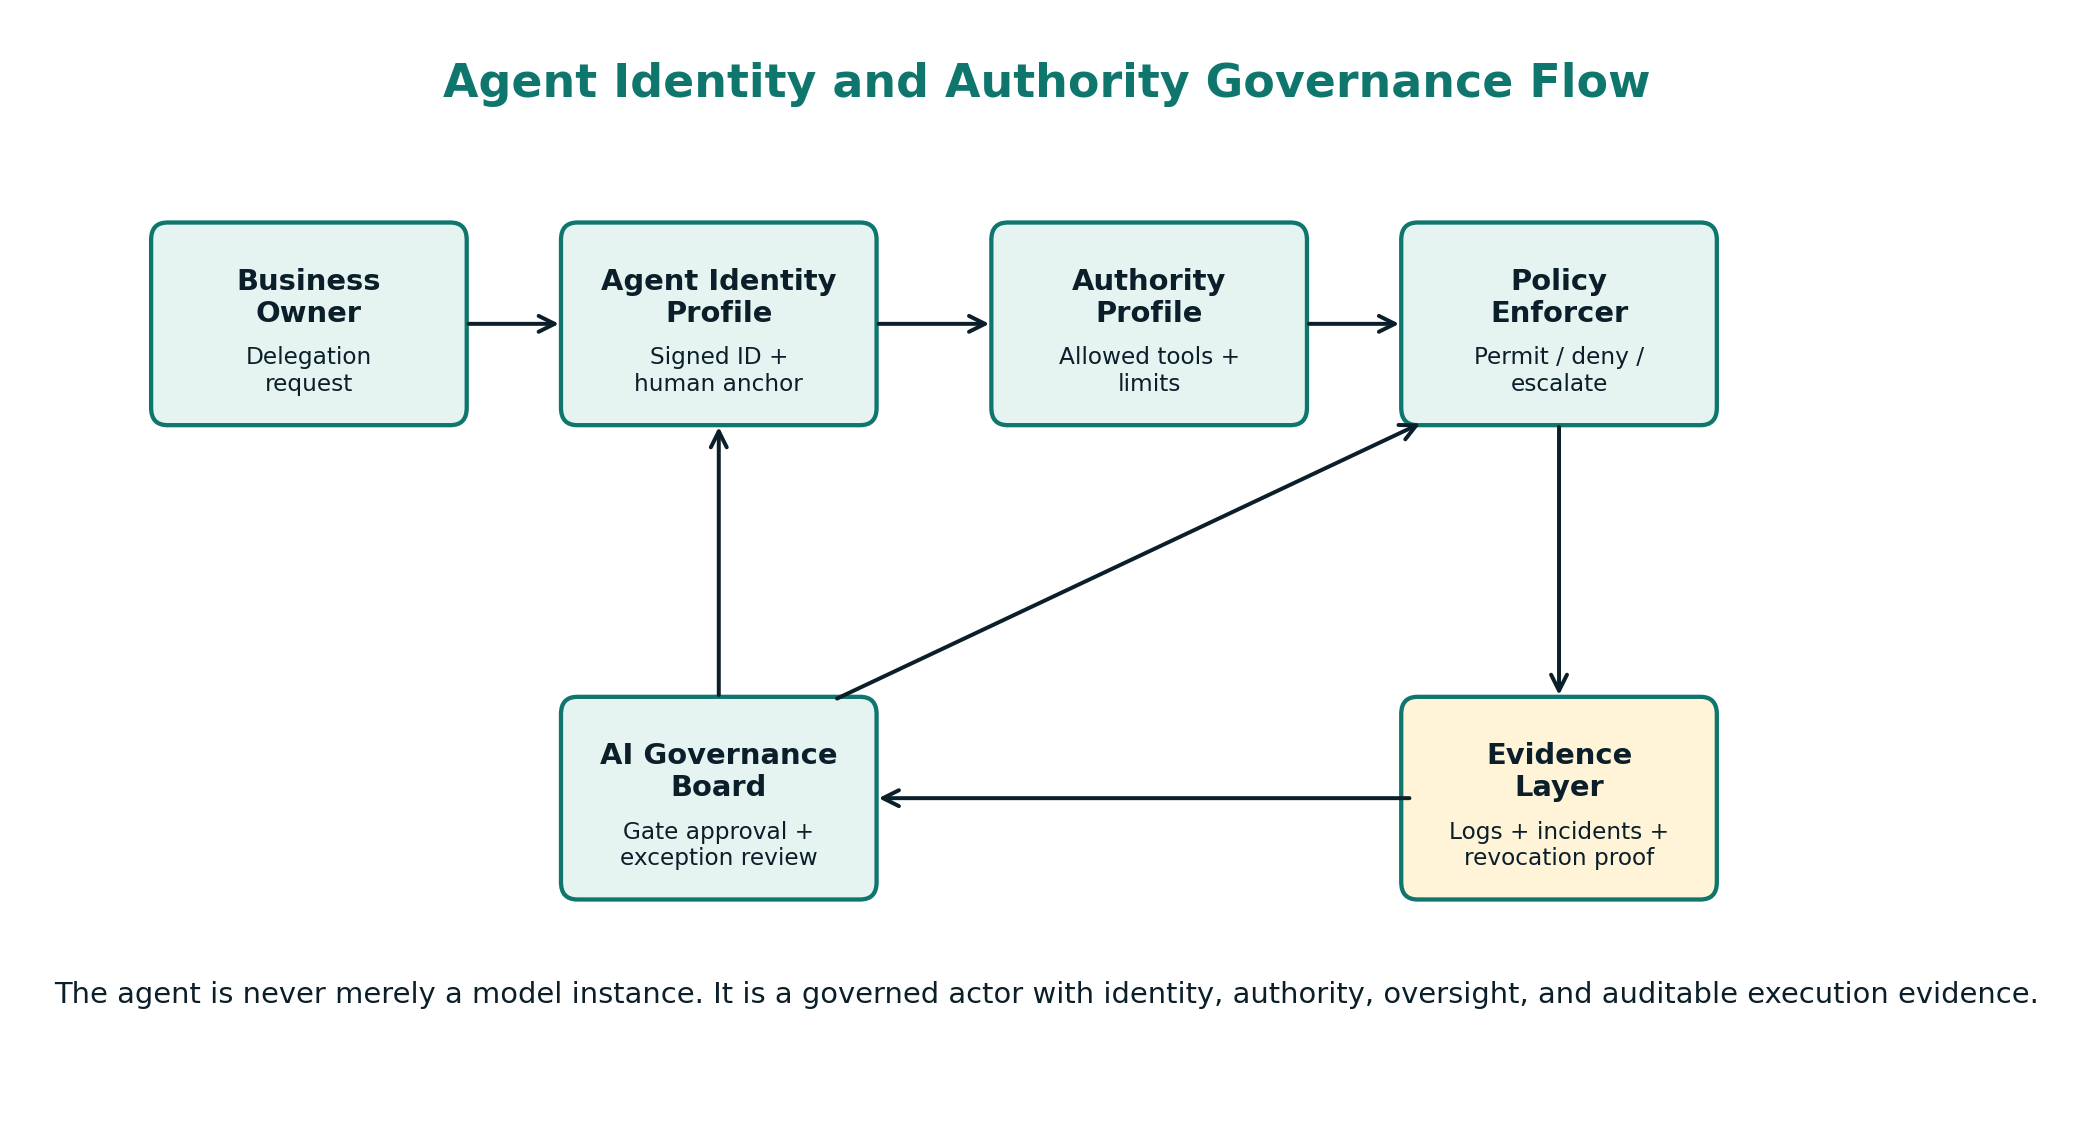 Agent Identity and Authority Governance Flow
Business
Owner
Delegation
request
Agent Identity
Profile
Signed ID +
human anchor
Authority
Profile
Allowed tools +
limits
Policy
Enforcer
Permit / deny /
escalate
AI Governance
Board
Gate approval +
exception review
Evidence
Layer
Logs + incidents +
revocation proof
The agent is never merely a model instance. It is a governed actor with identity, authority, oversight, and auditable execution evidence.